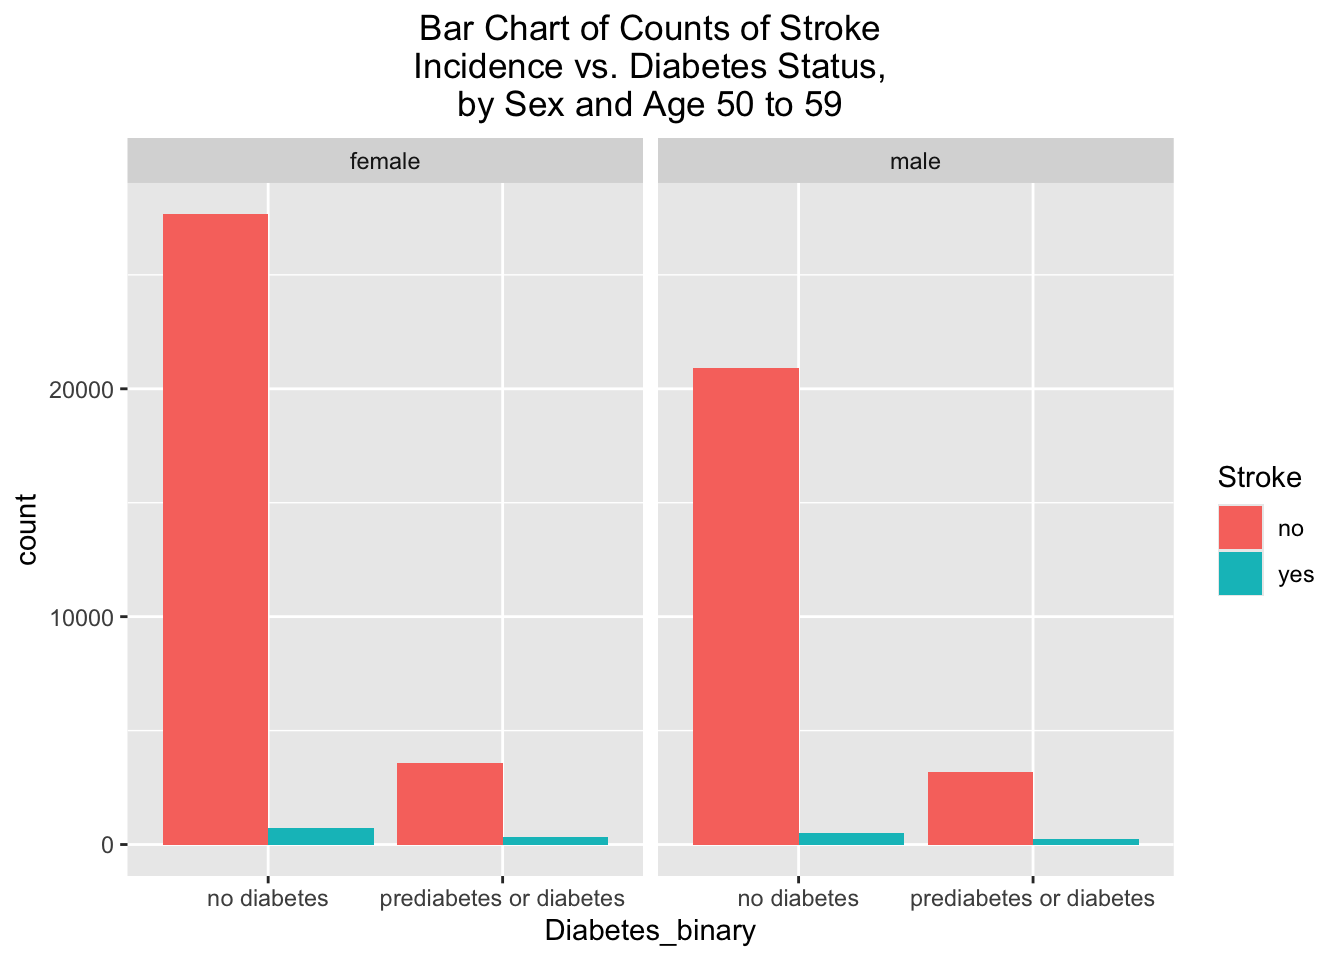 Bar Chart of Counts of Stroke
Incidence vs. Diabetes Status,
by Sex and Age 50 to 59
female
male
20000
10000
0
count
no diabetes
prediabetes or diabetes
no diabetes
prediabetes or diabetes
Diabetes_binary
Stroke
no
yes